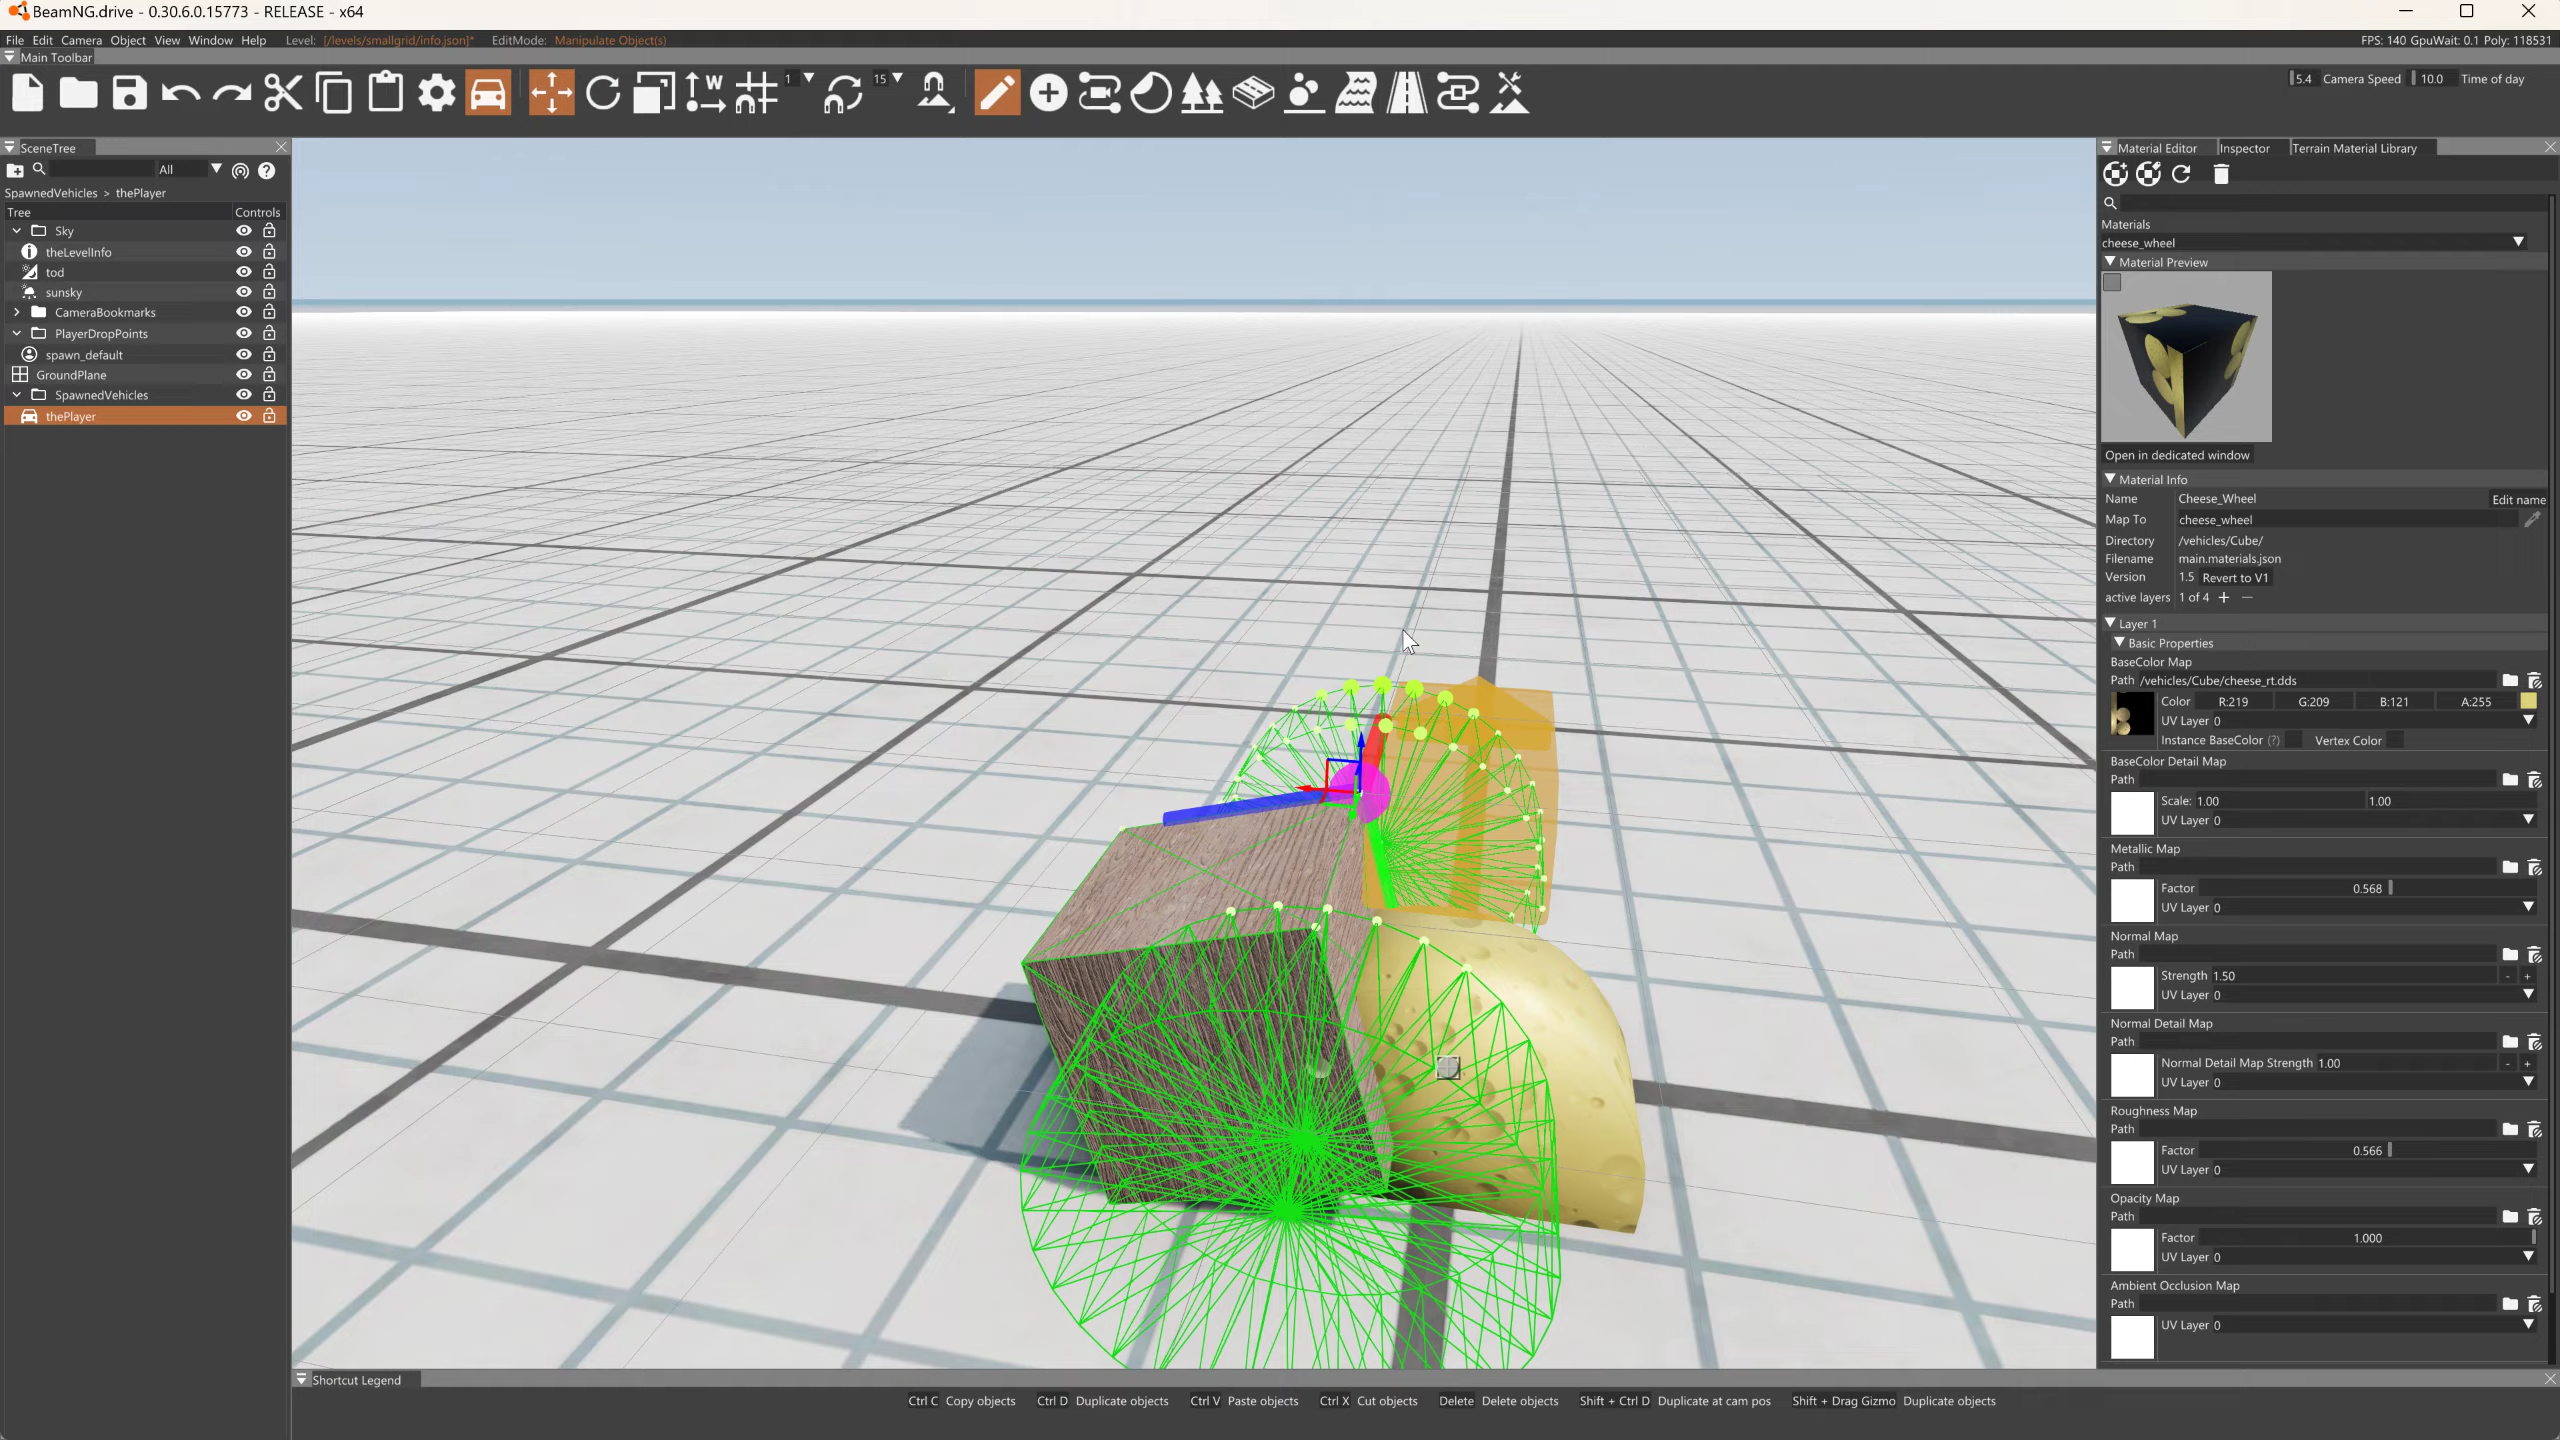 BeamNG.drive - 0.30.6.0.15773 - RELEASE - x64
File Edit Camera Object View Window Help Level: [/levels/smallgrid/info.json]* EditMode: Manipulate Object(s) FPS: 140 GpuWait: 0.1 Poly: 118531
Main Toolbar
W 1 15 5.4 Camera Speed 10.0 Time of day
SceneTree
All
SpawnedVehicles > thePlayer
Tree Controls
Sky
theLevelInfo
tod
sunsky
CameraBookmarks
PlayerDropPoints
spawn_default
GroundPlane
SpawnedVehicles
thePlayer
Material Editor Inspector Terrain Material Library
Materials
cheese_wheel
Material Preview
Open in dedicated window
Material Info
Name Cheese_Wheel Edit name
Map To cheese_wheel
Directory /vehicles/Cube/
Filename main.materials.json
Version 1.5 Revert to V1
active layers 1 of 4 + −
Layer 1
Basic Properties
BaseColor Map
Path /vehicles/Cube/cheese_rt.dds
Color R:219 G:209 B:121 A:255
UV Layer 0
Instance BaseColor (?) Vertex Color
BaseColor Detail Map
Path
Scale: 1.00 1.00
UV Layer 0
Metallic Map
Path
Factor 0.568
UV Layer 0
Normal Map
Path
Strength 1.50 - +
UV Layer 0
Normal Detail Map
Path
Normal Detail Map Strength 1.00 - +
UV Layer 0
Roughness Map
Path
Factor 0.566
UV Layer 0
Opacity Map
Path
Factor 1.000
UV Layer 0
Ambient Occlusion Map
Path
UV Layer 0
Shortcut Legend
Ctrl C Copy objects Ctrl D Duplicate objects Ctrl V Paste objects Ctrl X Cut objects Delete Delete objects Shift + Ctrl D Duplicate at cam pos Shift + Drag Gizmo Duplicate objects